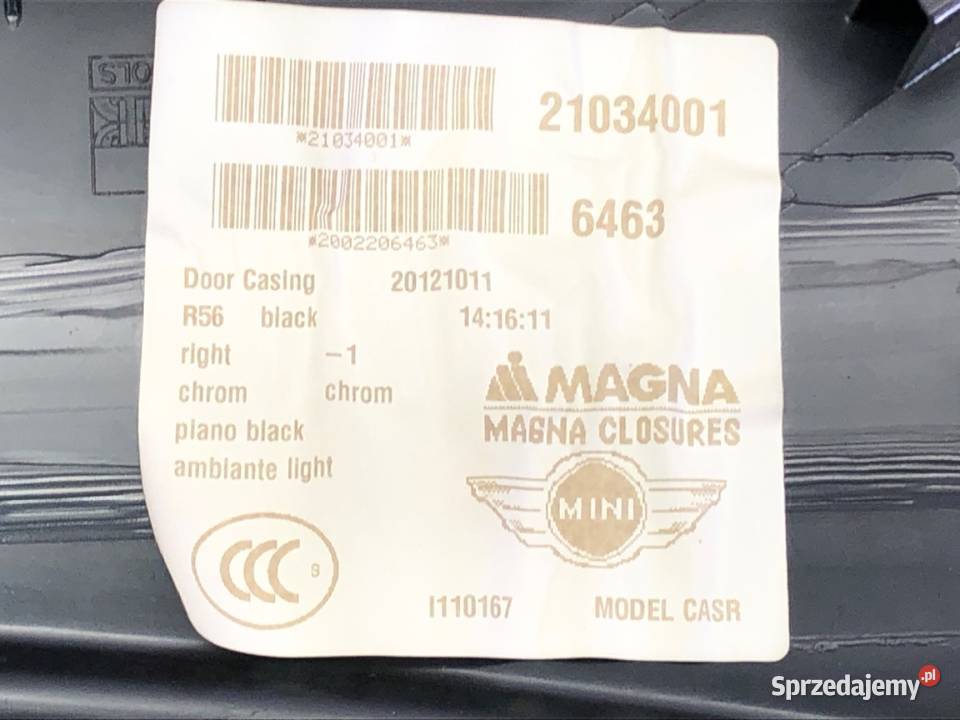 OLS
21034001
*21034001*
6463
*2002206463*
Door Casing 20121011
R56 black 14:16:11
right -1
chrom chrom
piano black
ambiante light
MAGNA
MAGNA CLOSURES
MINI
CCC S
I110167 MODEL CASR
Sprzedajemy.pl